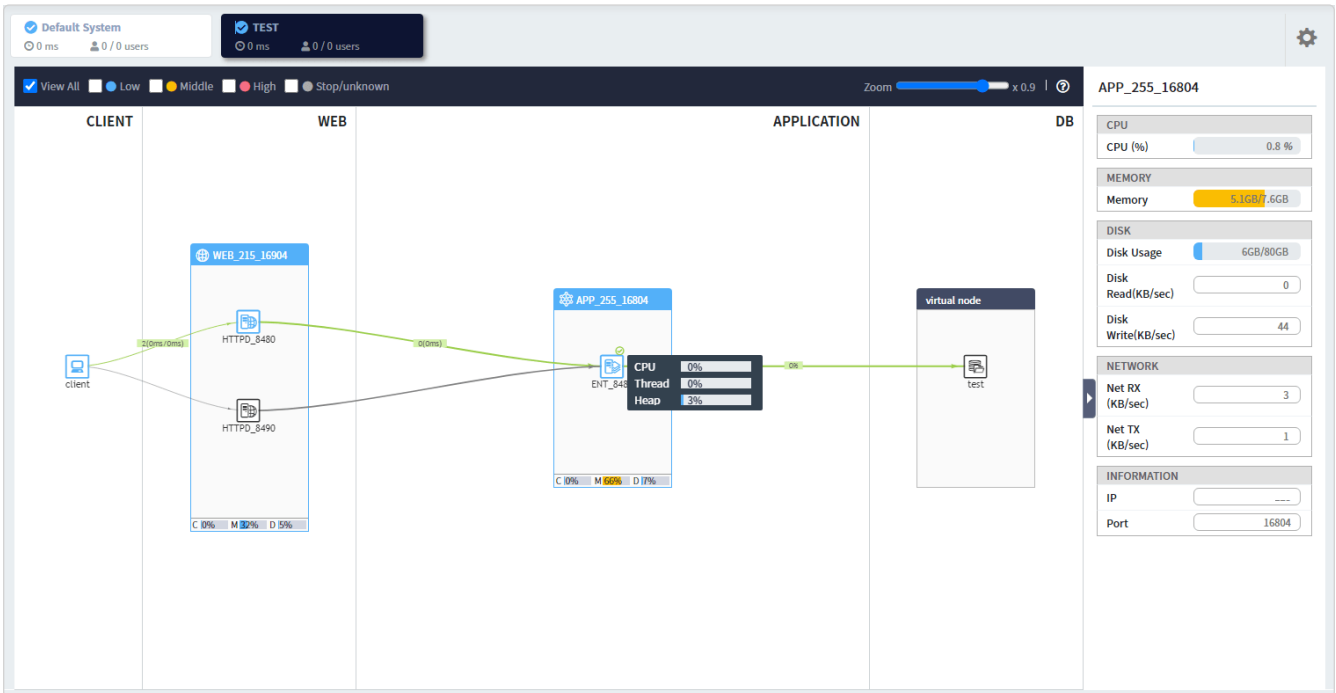 Default System
0 ms 0 / 0 users
TEST
0 ms 0 / 0 users
View All Low Middle High Stop/unknown
Zoom x 0.9
CLIENT WEB APPLICATION DB
WEB_215_16904
HTTPD_8480
HTTPD_8490
C 0% M 32% D 5%
client
2(0ms/0ms)
0(0ms)
APP_255_16804
ENT_848
CPU 0%
Thread 0%
Heap 3%
C 0% M 66% D 7%
0%
virtual node
test
APP_255_16804
CPU
CPU (%) 0.8 %
MEMORY
Memory 5.1GB/7.6GB
DISK
Disk Usage 6GB/80GB
Disk
Read(KB/sec) 0
Disk
Write(KB/sec) 44
NETWORK
Net RX
(KB/sec) 3
Net TX
(KB/sec) 1
INFORMATION
IP ___
Port 16804